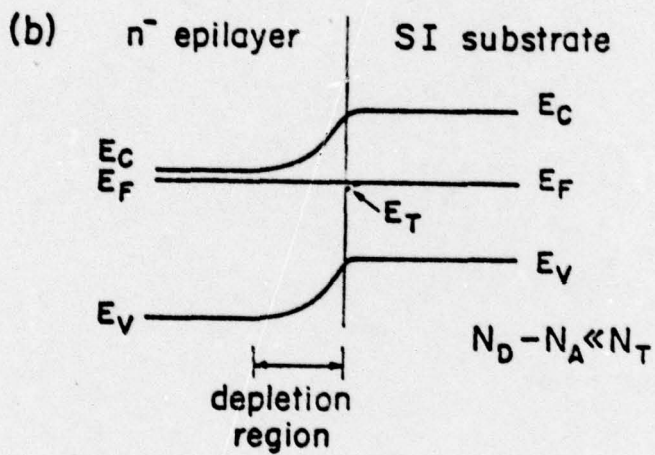 (b) n⁻ epilayer SI substrate
E_C
E_C
E_F
E_F
E_T
E_V
E_V
N_D - N_A ≪ N_T
depletion
region